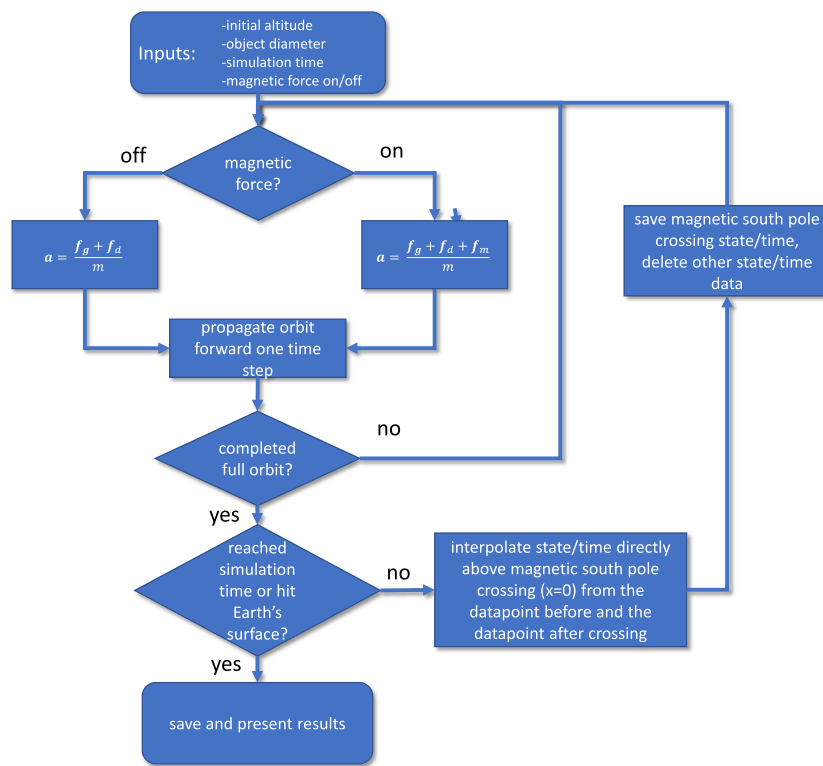 Inputs:
-initial altitude
-object diameter
-simulation time
-magnetic force on/off
off
magnetic
force?
on
a = (f_g + f_d) / m
a = (f_g + f_d + f_m) / m
save magnetic south pole
crossing state/time,
delete other state/time
data
propagate orbit
forward one time
step
no
completed
full orbit?
yes
reached
simulation
time or hit
Earth's
surface?
no
interpolate state/time directly
above magnetic south pole
crossing (x=0) from the
datapoint before and the
datapoint after crossing
yes
save and present results